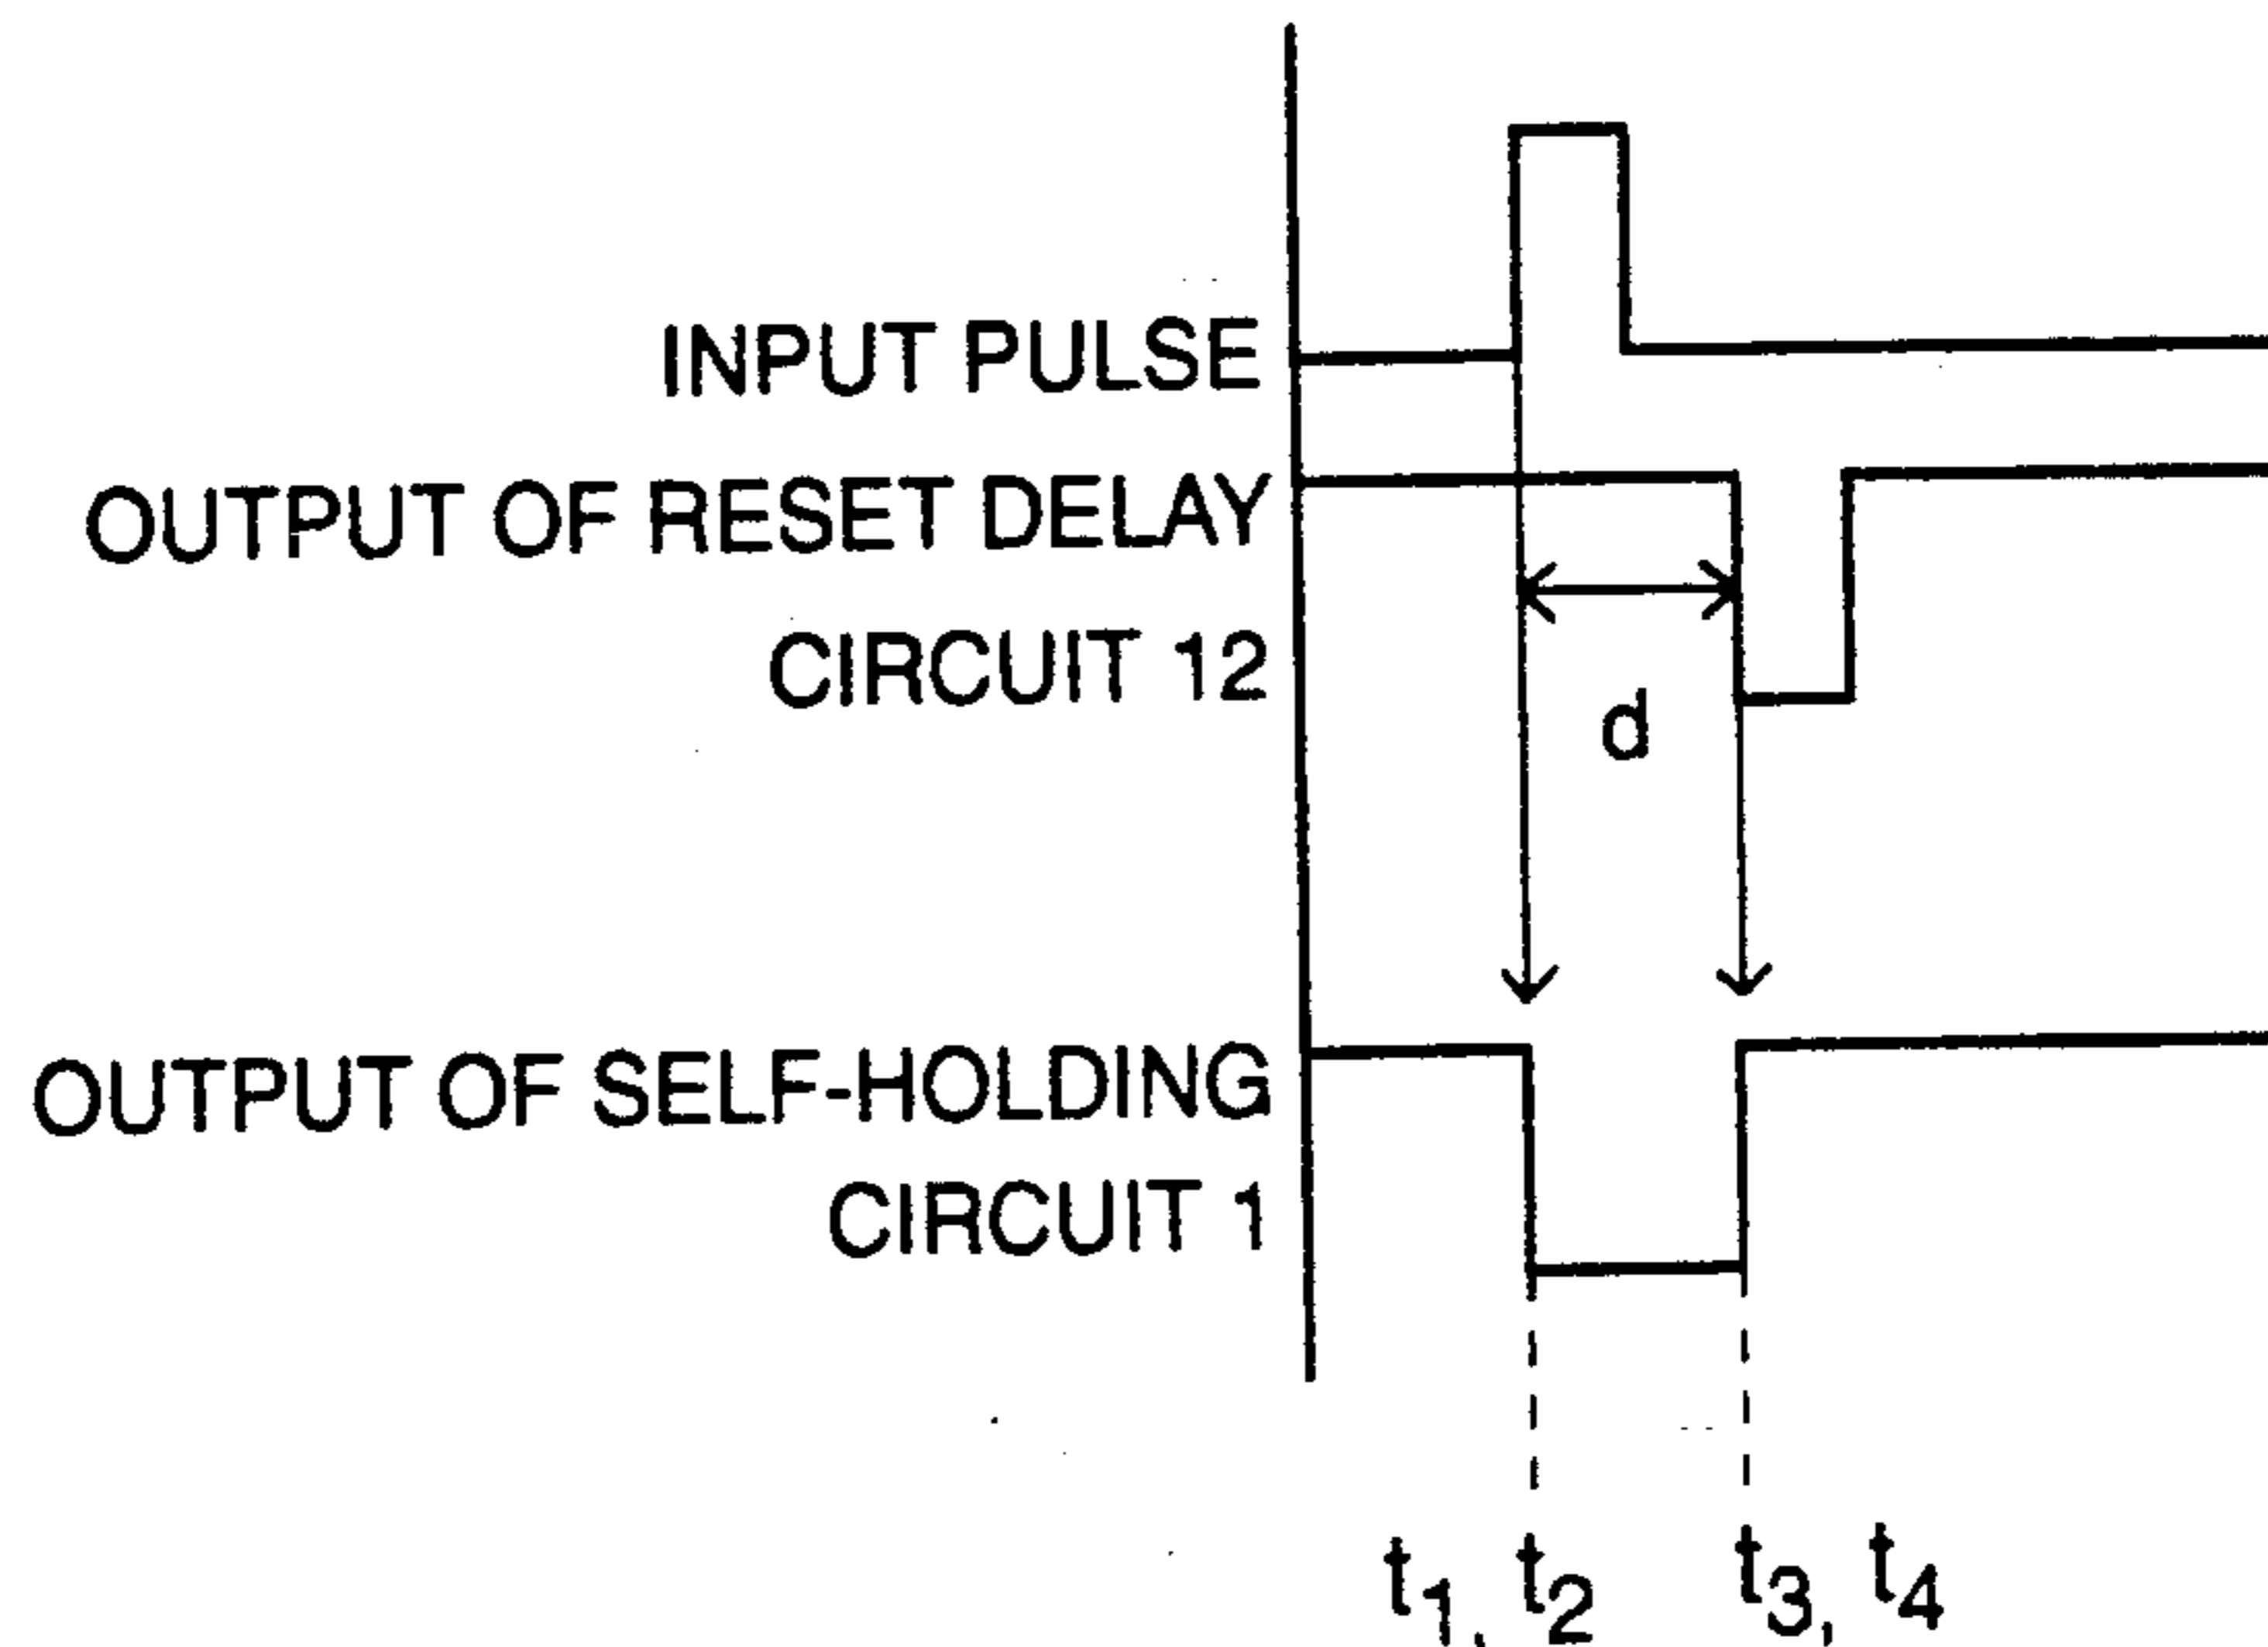 INPUT PULSE
OUTPUT OF RESET DELAY
CIRCUIT 12
d
OUTPUT OF SELF-HOLDING
CIRCUIT 1
t1, t2 t3, t4